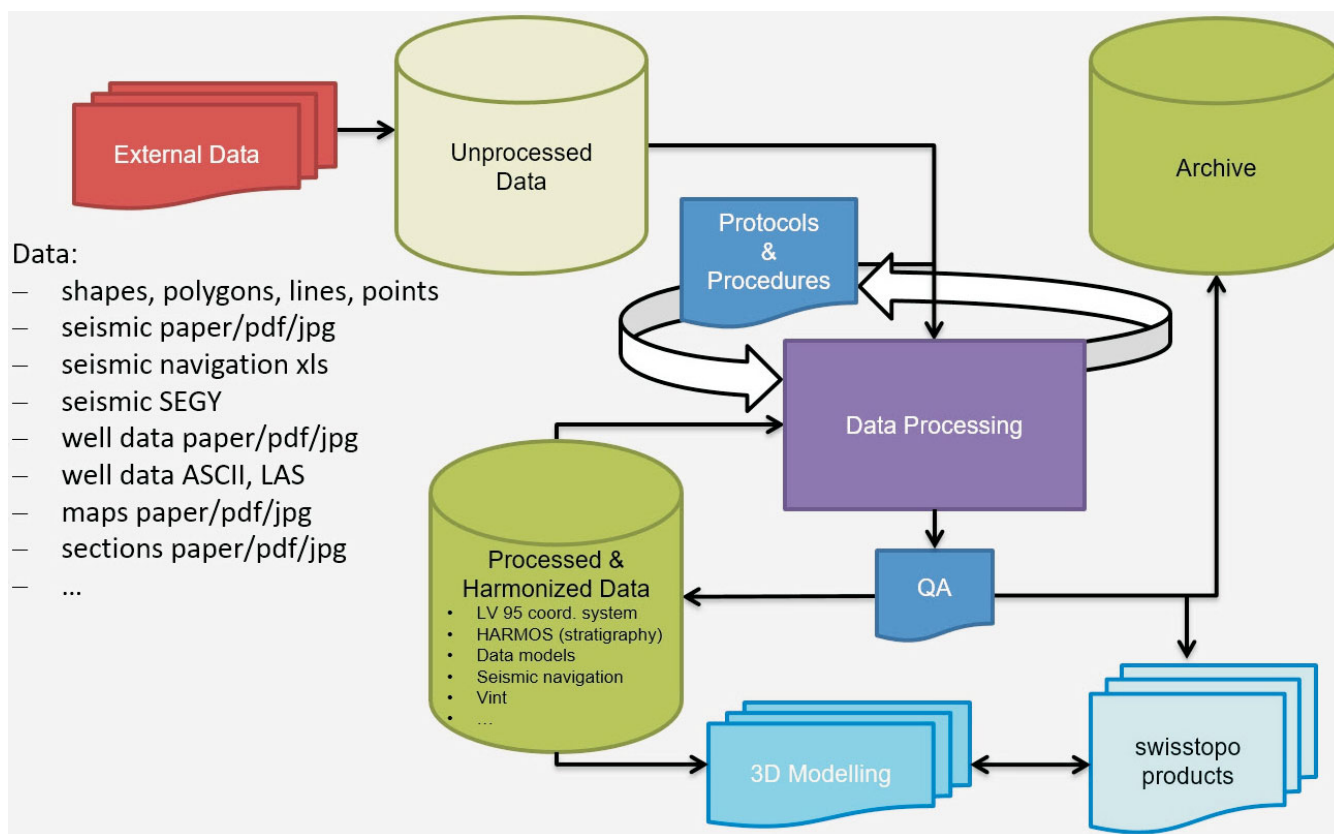 External Data
Unprocessed
Data
Archive
Protocols
&
Procedures
Data:
– shapes, polygons, lines, points
– seismic paper/pdf/jpg
– seismic navigation xls
– seismic SEGY
– well data paper/pdf/jpg
– well data ASCII, LAS
– maps paper/pdf/jpg
– sections paper/pdf/jpg
– ...
Data Processing
Processed &
Harmonized Data
• LV 95 coord. system
• HARMOS (stratigraphy)
• Data models
• Seismic navigation
• Vint
• ...
QA
3D Modelling
swisstopo
products